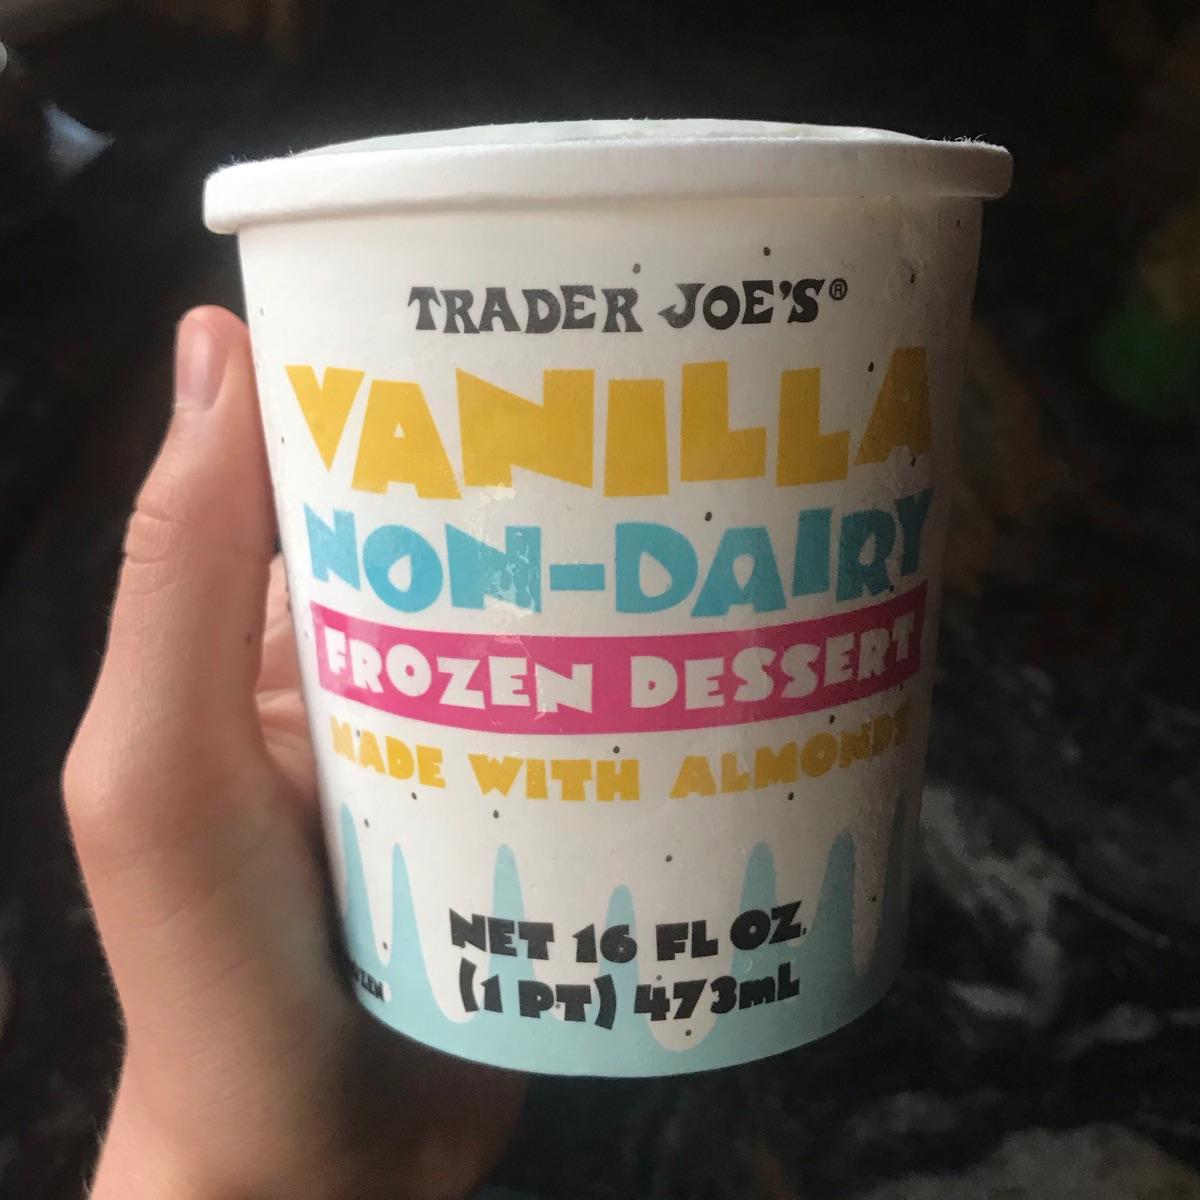 TRADER JOE'S®
VANILLA
NON-DAIRY
FROZEN DESSERT
MADE WITH ALMONDS
NET 16 FL OZ.
(1 PT) 473mL